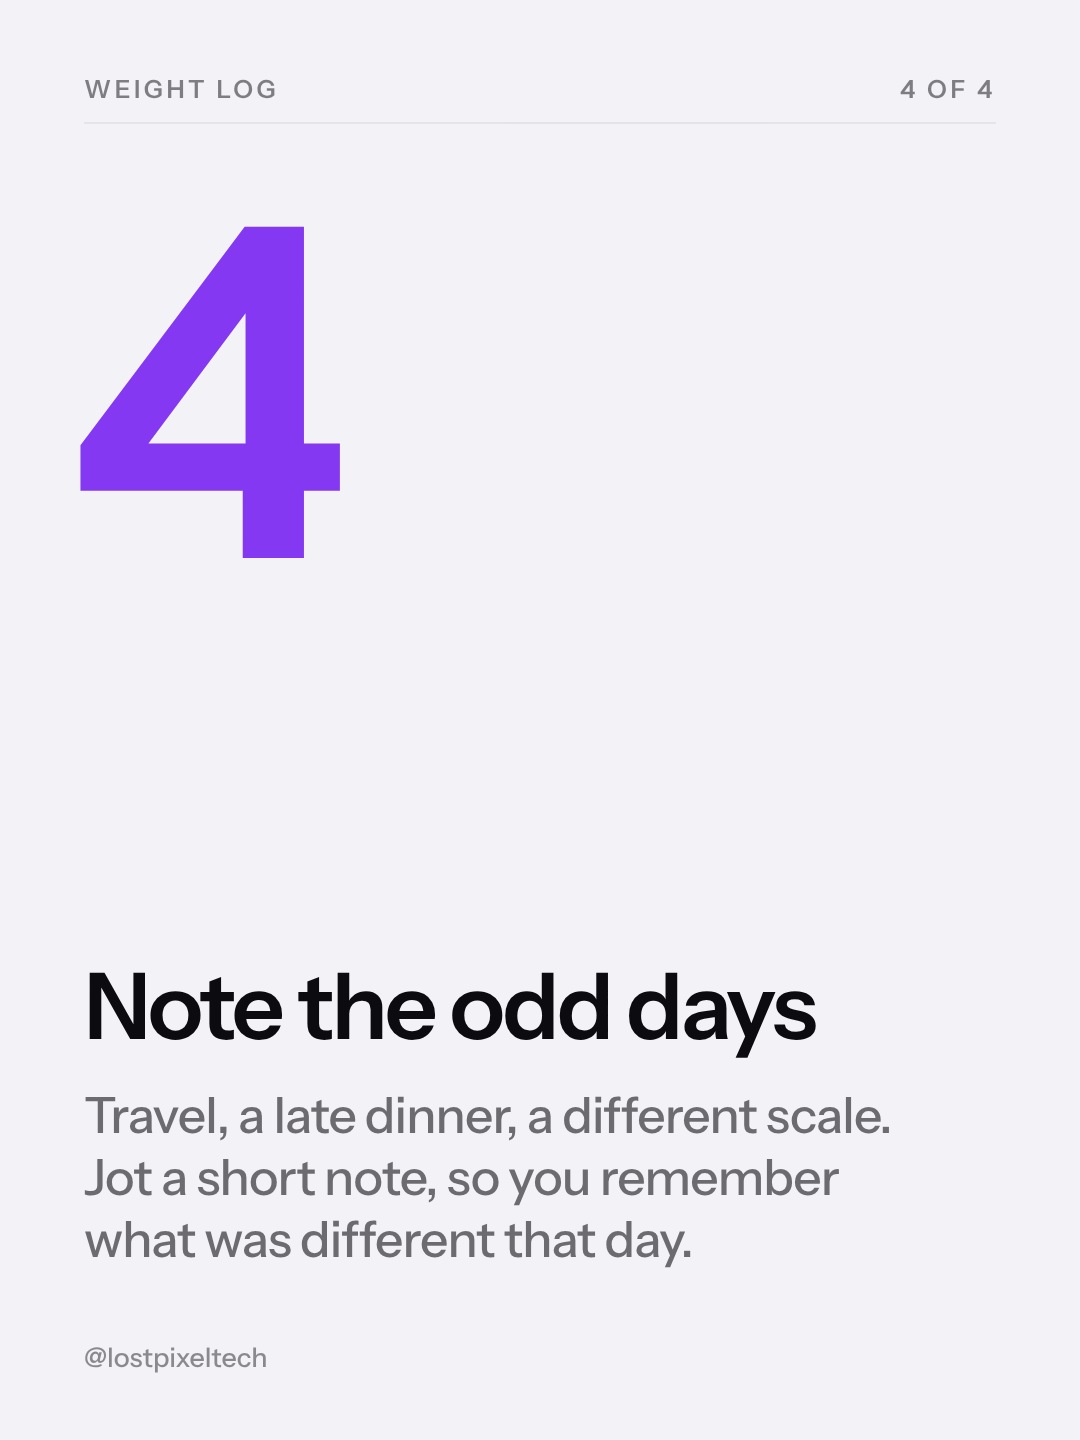 WEIGHT LOG
4 OF 4
4
Note the odd days
Travel, a late dinner, a different scale.
Jot a short note, so you remember
what was different that day.
@lostpixeltech